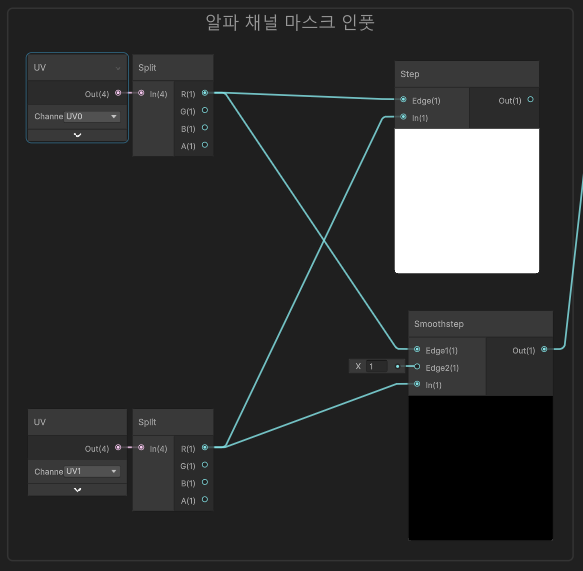 알파 채널 마스크 인풋
UV
Out(4)
Channe UV0
Split
In(4)
R(1)
G(1)
B(1)
A(1)
Step
Edge(1)
In(1)
Out(1)
Smoothstep
Edge1(1)
Edge2(1)
In(1)
Out(1)
X 1
UV
Out(4)
Channe UV1
Split
In(4)
R(1)
G(1)
B(1)
A(1)